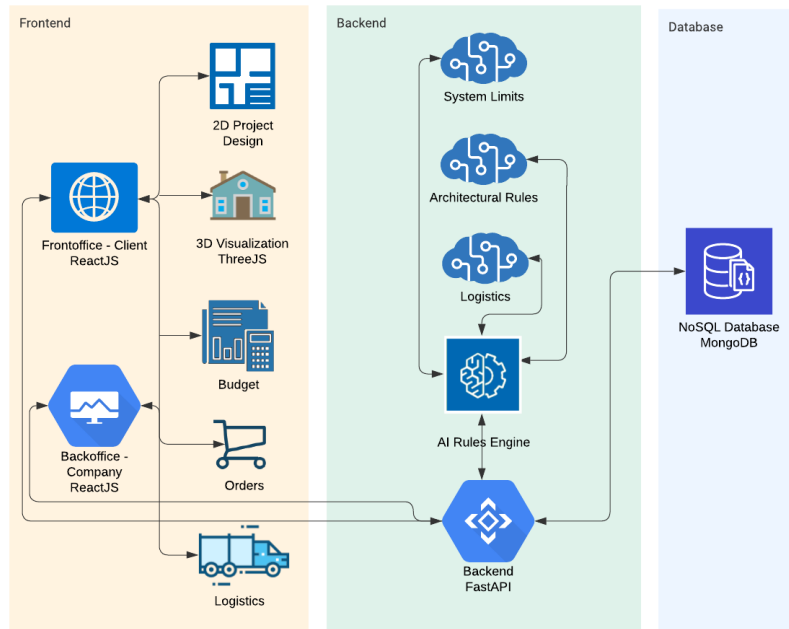 Frontend
2D Project
Design
Frontoffice - Client
ReactJS
3D Visualization
ThreeJS
Budget
Backoffice -
Company
ReactJS
Orders
Logistics
Backend
System Limits
Architectural Rules
Logistics
AI Rules Engine
Backend
FastAPI
Database
NoSQL Database
MongoDB